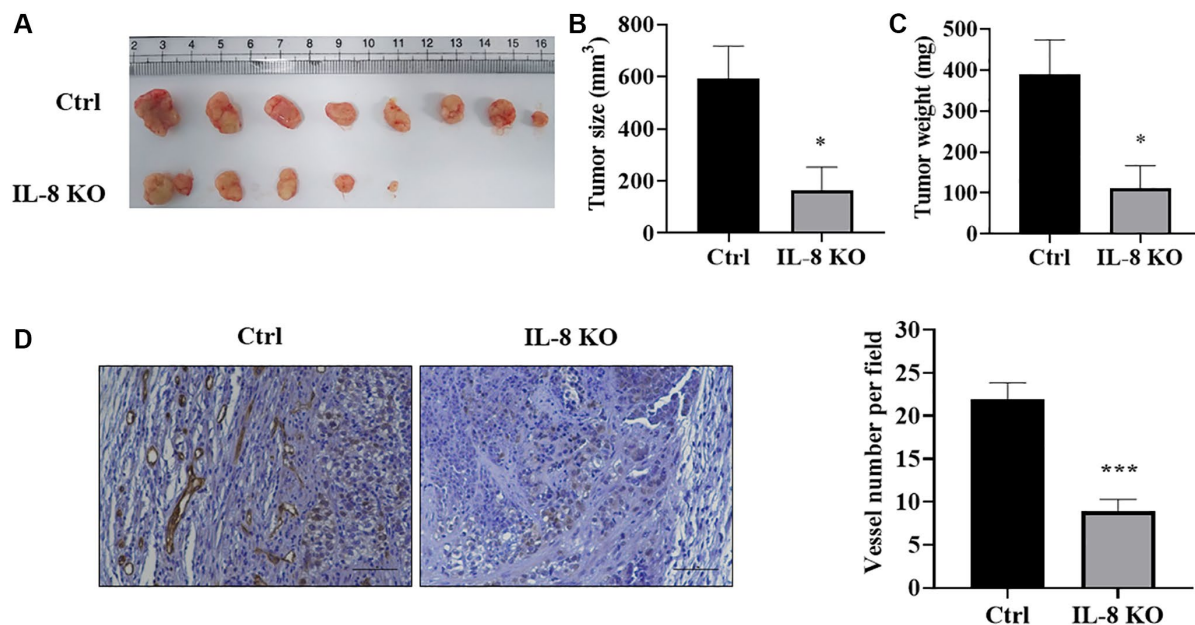 A
2 3 4 5 6 7 8 9 10 11 12 13 14 15 16
Ctrl
IL-8 KO
B
Tumor size (mm3)
800
600
400
200
0
*
Ctrl IL-8 KO
C
Tumor weight (mg)
500
400
300
200
100
0
*
Ctrl IL-8 KO
D
Ctrl IL-8 KO
Vessel number per field
30
25
20
15
10
5
0
***
Ctrl IL-8 KO